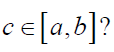 c ∈ [a, b]?